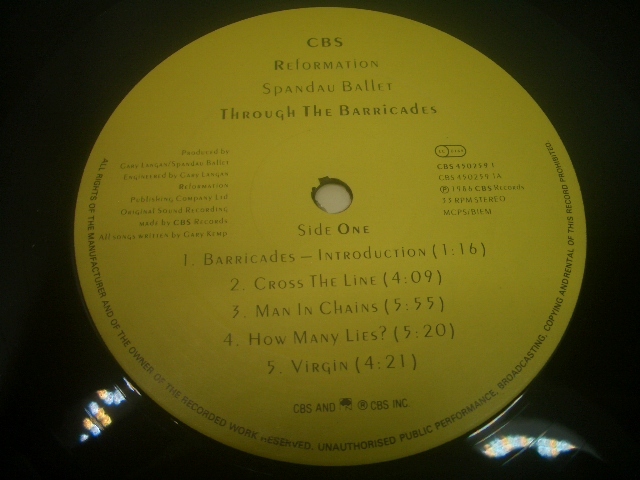 CBS
Reformation
Spandau Ballet
Through The Barricades
Produced by
Gary Langan/Spandau Ballet
Engineered by Gary Langan
Reformation
Publishing Company Ltd
Original Sound Recording
made by CBS Records
All songs written by Gary Kemp
CBS 450259 1
CBS 450259 1A
℗ 1986 CBS Records
33 RPM STEREO
MCPS/BIEM
Side One
1. Barricades – Introduction (1:16)
2. Cross The Line (4:09)
3. Man In Chains (5:55)
4. How Many Lies? (5:20)
5. Virgin (4:21)
CBS AND ® CBS INC.
ALL RIGHTS OF THE MANUFACTURER AND OF THE OWNER OF THE RECORDED WORK RESERVED. UNAUTHORISED PUBLIC PERFORMANCE, BROADCASTING, COPYING AND RENTAL OF THIS RECORD PROHIBITED